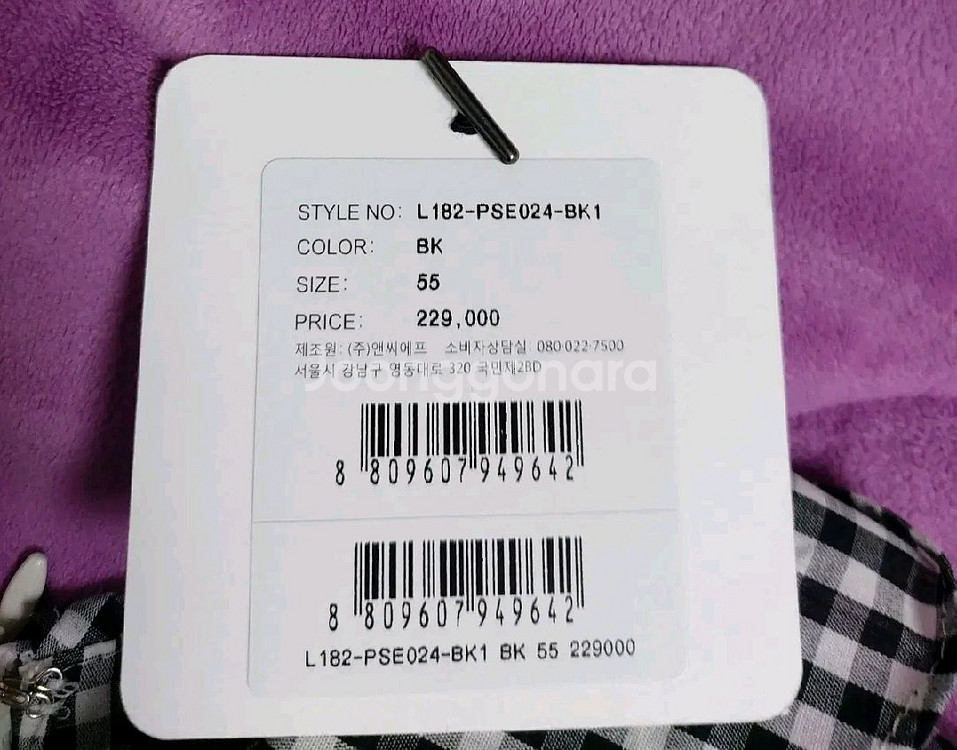 STYLE NO: L182-PSE024-BK1
COLOR: BK
SIZE: 55
PRICE: 229,000
제조원: (주)앤씨에프 소비자상담실 080-022-7500
서울시 강남구 영동대로 320 국민제2BD
Joonggonara
8 809607 949642
8 809607 949642
L182-PSE024-BK1 BK 55 229000